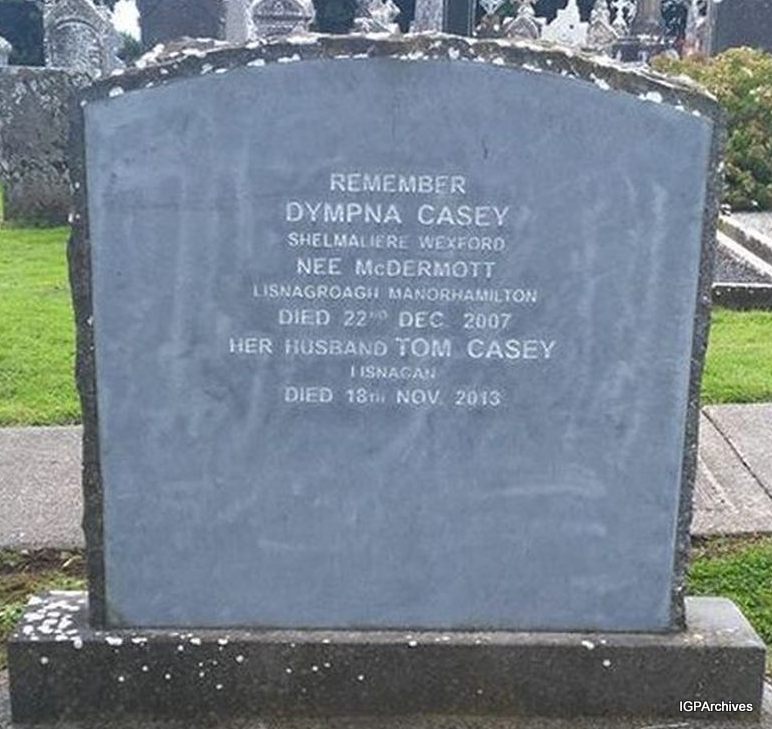 REMEMBER
DYMPNA CASEY
SHELMALIERE WEXFORD
NEE McDERMOTT
LISNAGROAGH MANORHAMILTON
DIED 22ND DEC. 2007
HER HUSBAND TOM CASEY
LISNAGAN
DIED 18TH NOV. 2013
IGPArchives